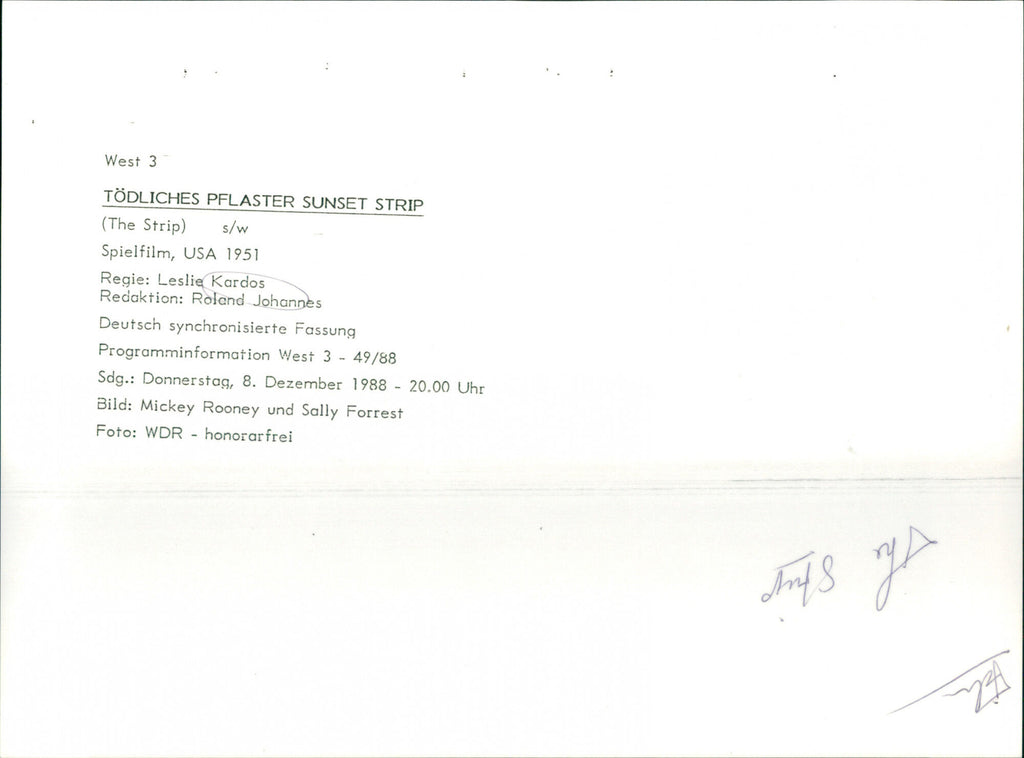 West 3
TÖDLICHES PFLASTER SUNSET STRIP
(The Strip) s/w
Spielfilm, USA 1951
Regie: Leslie Kardos
Redaktion: Roland Johannes
Deutsch synchronisierte Fassung
Programminformation West 3 - 49/88
Sdg.: Donnerstag, 8. Dezember 1988 - 20.00 Uhr
Bild: Mickey Rooney und Sally Forrest
Foto: WDR - honorarfrei